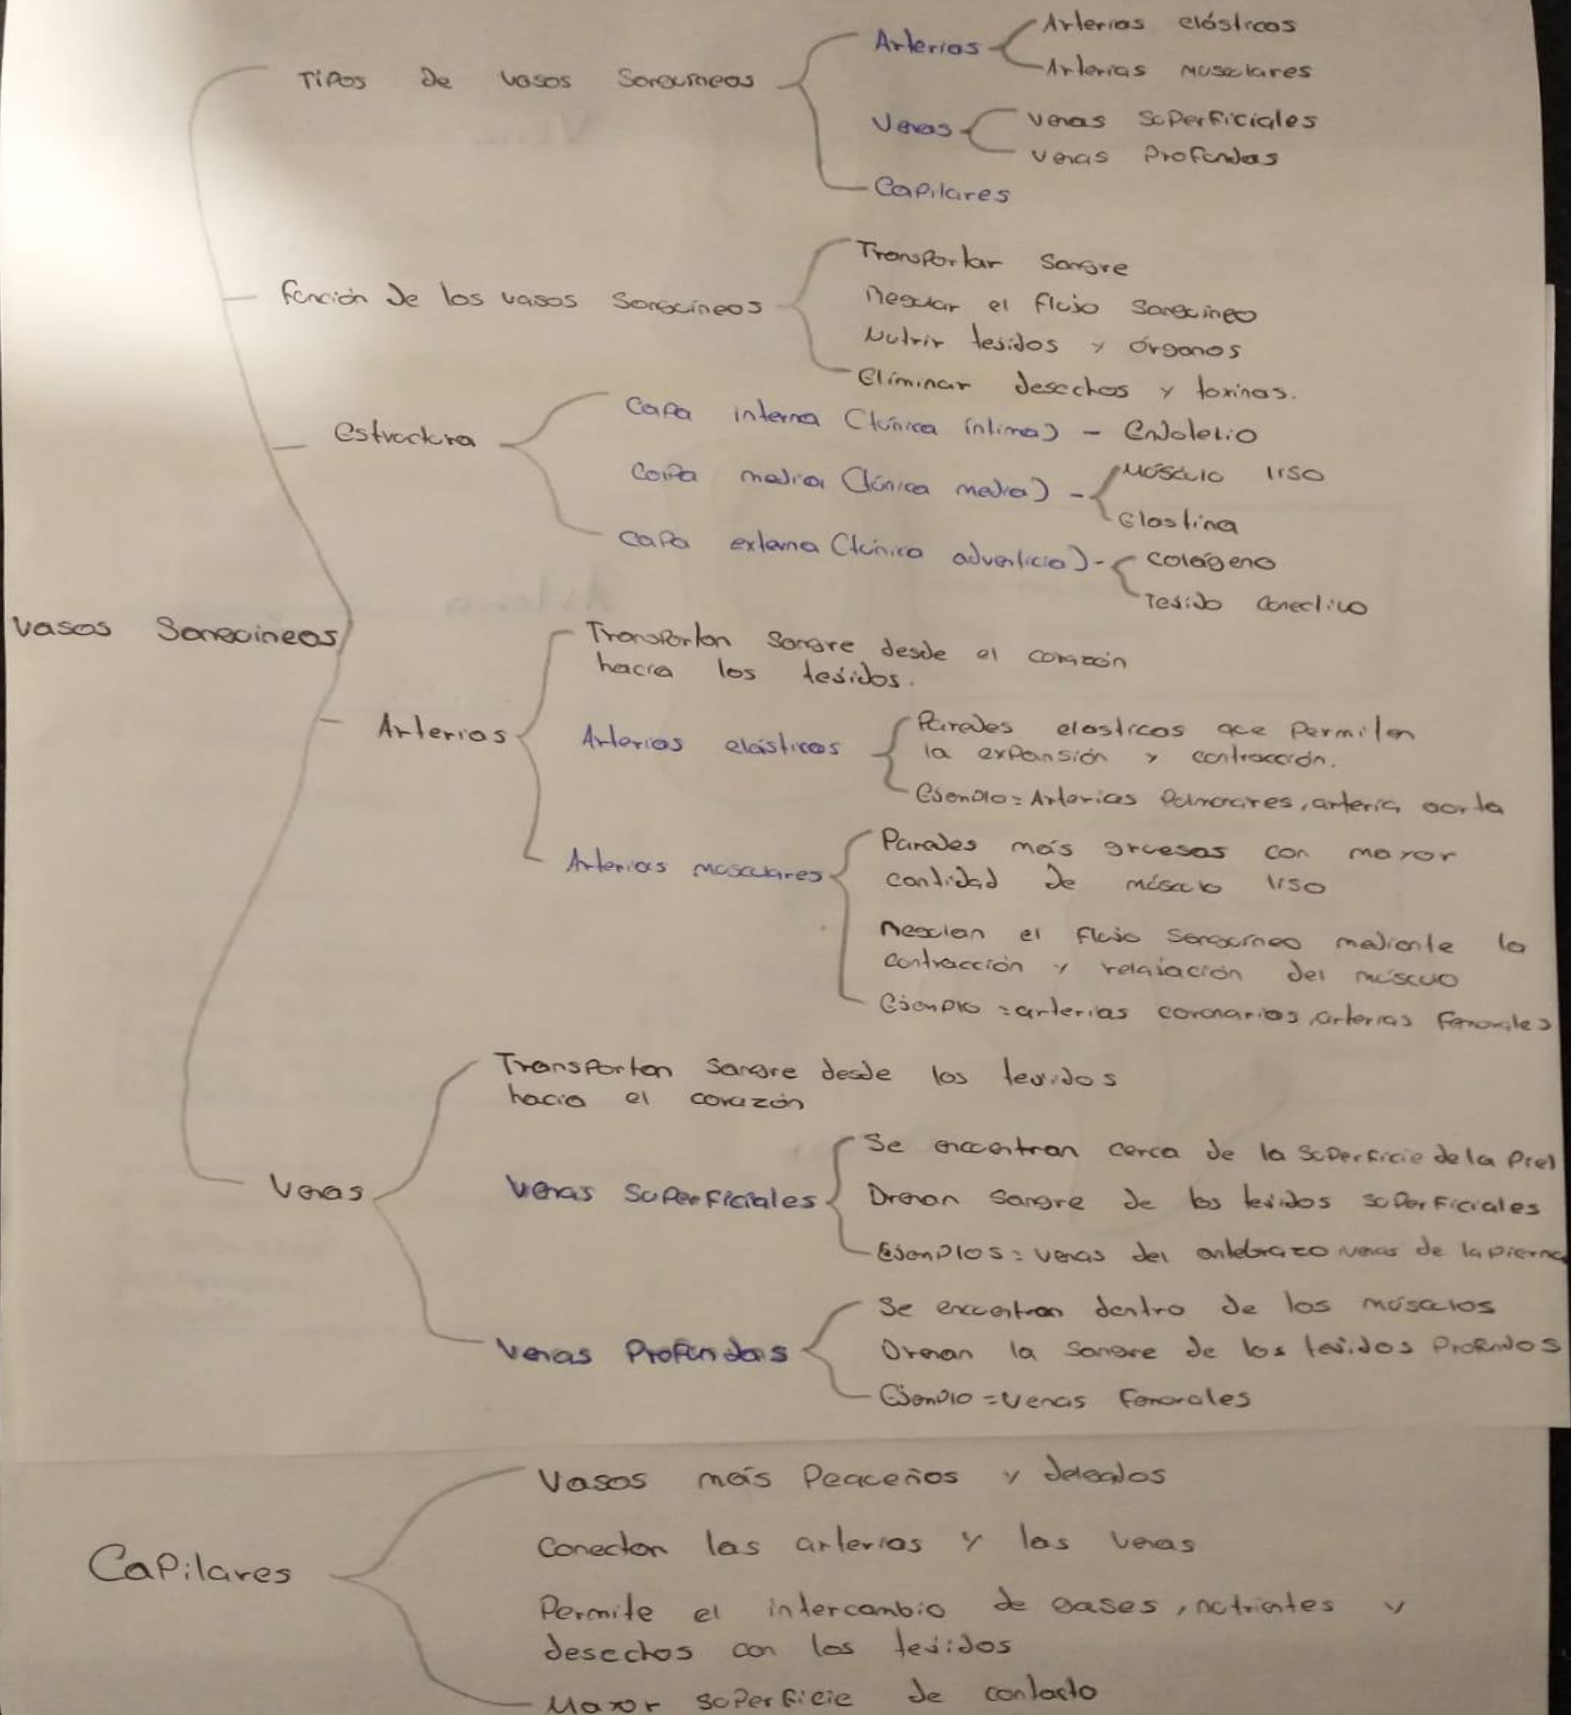 Tipos de vasos Sanguíneos
Arterias
Arterias elásticas
Arterias musculares
Venas
Venas superficiales
Venas Profundas
Capilares
función de los vasos sanguíneos
Transportar sangre
Regular el flujo sanguíneo
Nutrir tejidos y órganos
Eliminar desechos y toxinas.
Estructura
Capa interna (túnica íntima) - Endotelio
Capa media (túnica media) -
Músculo liso
Elastina
Capa externa (túnica adventicia) -
Colágeno
Tejido conectivo
Vasos Sanguíneos
Arterias
Transportan sangre desde el corazón
hacia los tejidos.
Arterias elásticas
Paredes elasticas que permiten
la expansión y contracción.
Ejemplo = Arterias Pulmonares, arteria aorta
Arterias musculares
Paredes más gruesas con mayor
cantidad de músculo liso
Regulan el flujo sanguíneo mediante la
contracción y relajación del músculo
Ejemplo = arterias coronarias, arterias femorales
Venas
Transportan sangre desde los tejidos
hacia el corazón
Venas Superficiales
Se encuentran cerca de la superficie de la piel
Drenan sangre de los tejidos superficiales
Ejemplos = venas del antebrazo venas de la pierna
Venas Profundas
Se encuentran dentro de los músculos
Drenan la sangre de los tejidos profundos
Ejemplo = venas femorales
Capilares
Vasos más Pequeños y delgados
Conectan las arterias y las venas
Permite el intercambio de gases, nutrientes y
desechos con los tejidos
Mayor superficie de contacto